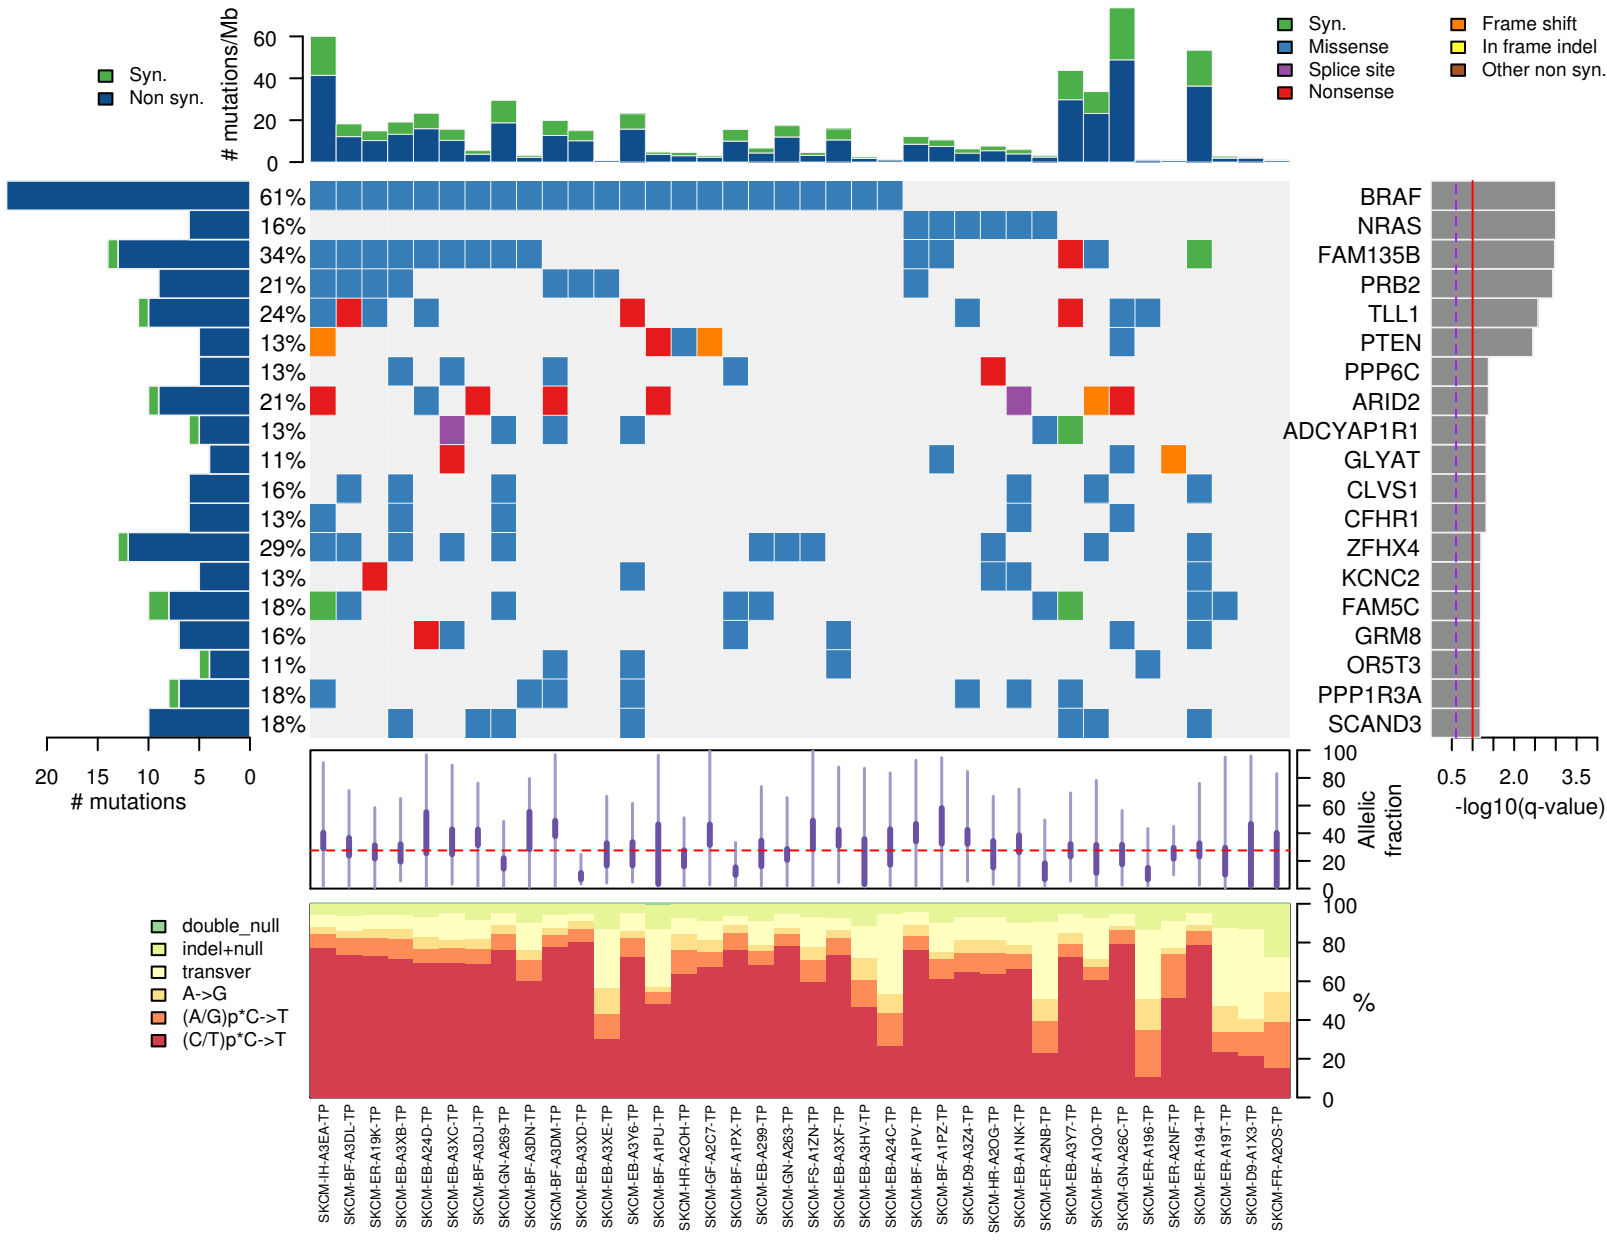 # mutations/Mb
60
40
20
0
Syn.
Non syn.
Syn.
Missense
Splice site
Nonsense
Frame shift
In frame indel
Other non syn.
61% BRAF
16% NRAS
34% FAM135B
21% PRB2
24% TLL1
13% PTEN
13% PPP6C
21% ARID2
13% ADCYAP1R1
11% GLYAT
16% CLVS1
13% CFHR1
29% ZFHX4
13% KCNC2
18% FAM5C
16% GRM8
11% OR5T3
18% PPP1R3A
18% SCAND3
20 15 10 5 0
# mutations
0.5 2.0 3.5
-log10(q-value)
100
80
60
40
20
0
Allelic
fraction
double_null
indel+null
transver
A->G
(A/G)p*C->T
(C/T)p*C->T
100
80
60
40
20
0
%
SKCM-IH-A3EA-TP
SKCM-BF-A3DL-TP
SKCM-ER-A19K-TP
SKCM-EB-A3XB-TP
SKCM-EB-A24D-TP
SKCM-EB-A3XC-TP
SKCM-BF-A3DJ-TP
SKCM-GN-A269-TP
SKCM-BF-A3DN-TP
SKCM-BF-A3DM-TP
SKCM-EB-A3XD-TP
SKCM-EB-A3XE-TP
SKCM-EB-A3Y6-TP
SKCM-BF-A1PU-TP
SKCM-HR-A2OH-TP
SKCM-GF-A2C7-TP
SKCM-BF-A1PX-TP
SKCM-EB-A299-TP
SKCM-GN-A263-TP
SKCM-FS-A1ZN-TP
SKCM-EB-A3XF-TP
SKCM-EB-A3HV-TP
SKCM-EB-A24C-TP
SKCM-BF-A1PV-TP
SKCM-BF-A1PZ-TP
SKCM-D9-A3Z4-TP
SKCM-HR-A2OG-TP
SKCM-EB-A1NK-TP
SKCM-ER-A2NB-TP
SKCM-EB-A3Y7-TP
SKCM-BF-A1Q0-TP
SKCM-GN-A26C-TP
SKCM-ER-A196-TP
SKCM-ER-A2NF-TP
SKCM-ER-A194-TP
SKCM-ER-A19T-TP
SKCM-D9-A1X3-TP
SKCM-FR-A2OS-TP